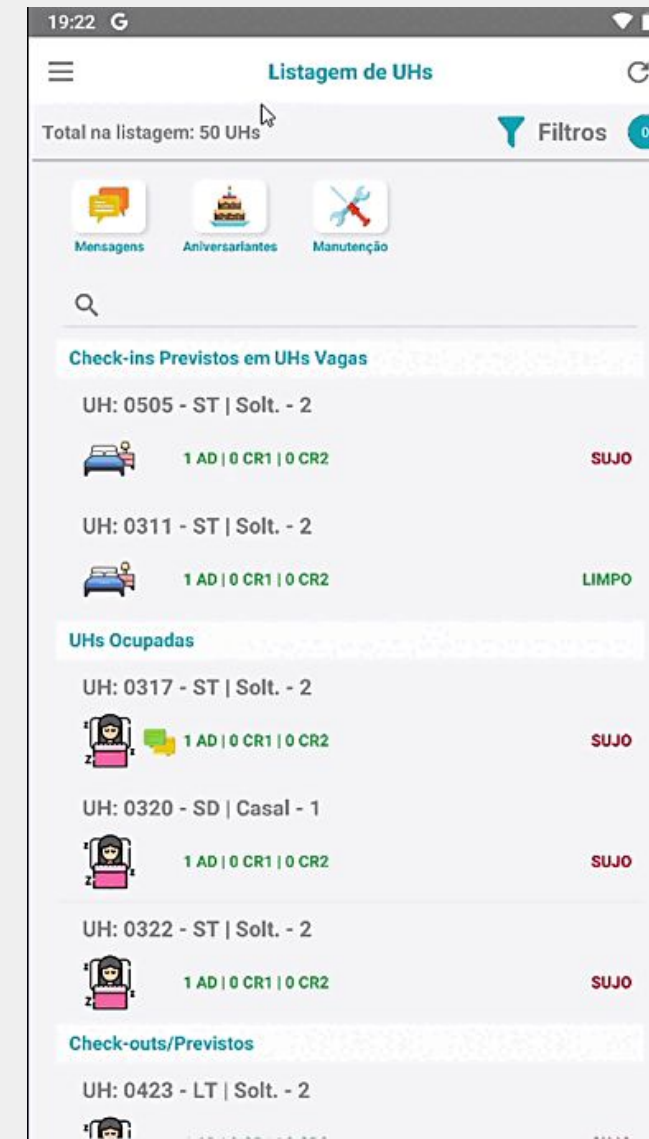 19:22 G
Listagem de UHs
Total na listagem: 50 UHs
Filtros 0
Mensagens Aniversariantes Manutenção
Check-ins Previstos em UHs Vagas
UH: 0505 - ST | Solt. - 2
1 AD | 0 CR1 | 0 CR2 SUJO
UH: 0311 - ST | Solt. - 2
1 AD | 0 CR1 | 0 CR2 LIMPO
UHs Ocupadas
UH: 0317 - ST | Solt. - 2
1 AD | 0 CR1 | 0 CR2 SUJO
UH: 0320 - SD | Casal - 1
1 AD | 0 CR1 | 0 CR2 SUJO
UH: 0322 - ST | Solt. - 2
1 AD | 0 CR1 | 0 CR2 SUJO
Check-outs/Previstos
UH: 0423 - LT | Solt. - 2